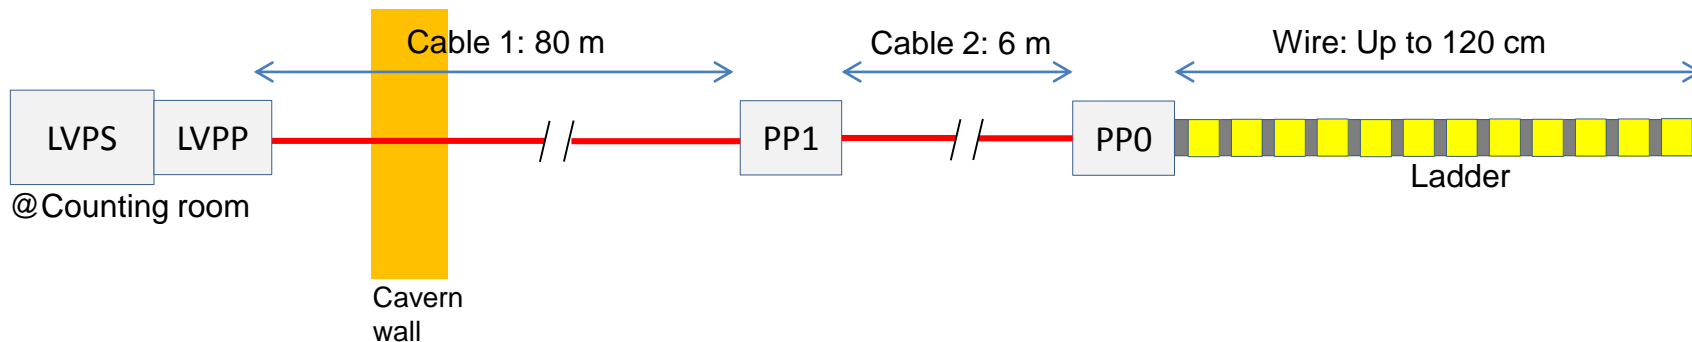 Cable 1: 80 m
Cable 2: 6 m
Wire: Up to 120 cm
LVPS
LVPP
PP1
PP0
Ladder
@Counting room
Cavern
wall